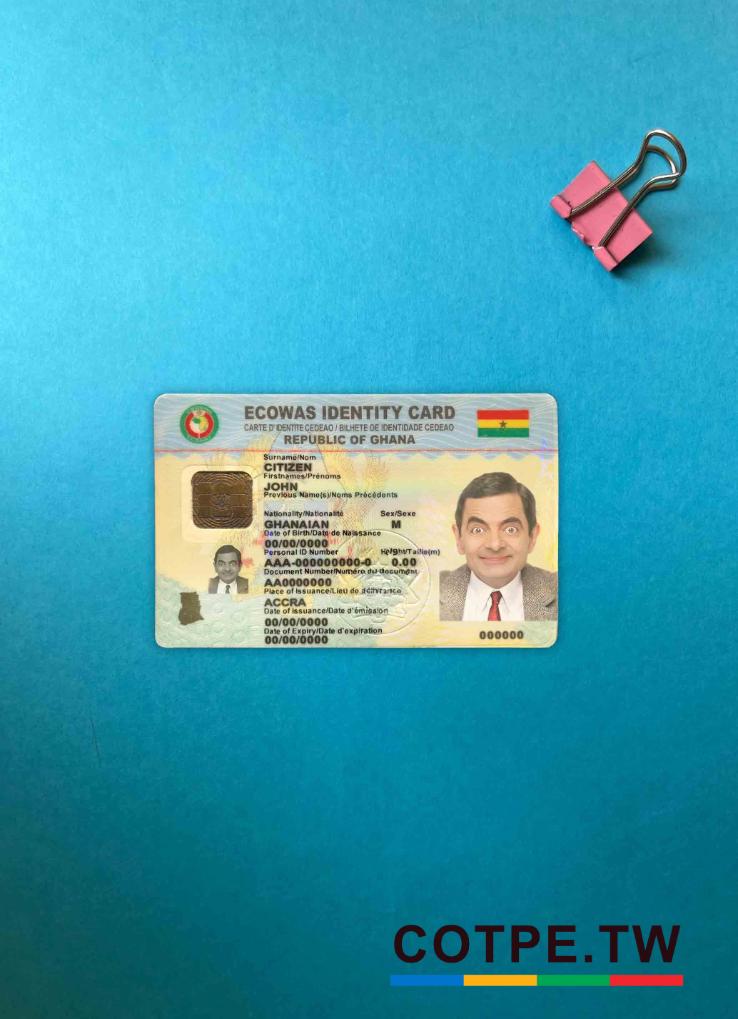 ECOWAS IDENTITY CARD
CARTE D'IDENTITE CEDEAO / BILHETE DE IDENTIDADE CEDEAO
REPUBLIC OF GHANA
Surname/Nom
CITIZEN
Firstnames/Prénoms
JOHN
Previous Name(s)/Noms Précédents
Nationality/Nationalité Sex/Sexe
GHANAIAN M
Date of Birth/Date de Naissance
00/00/0000
Personal ID Number Height/Taille(m)
AAA-000000000-0 0.00
Document Number/Numéro du document
AA0000000
Place of Issuance/Lieu de délivrance
ACCRA
Date of Issuance/Date d'émission
00/00/0000
Date of Expiry/Date d'expiration
00/00/0000
000000
COTPE.TW